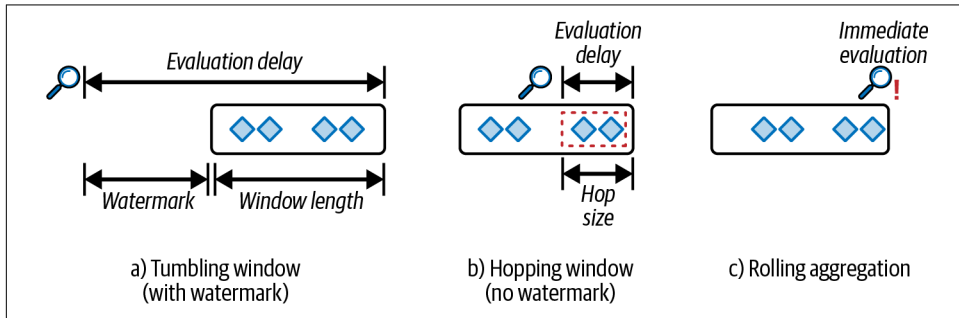 Evaluation delay
Watermark
Window length
a) Tumbling window
(with watermark)
Evaluation
delay
Hop
size
b) Hopping window
(no watermark)
Immediate
evaluation
!
c) Rolling aggregation